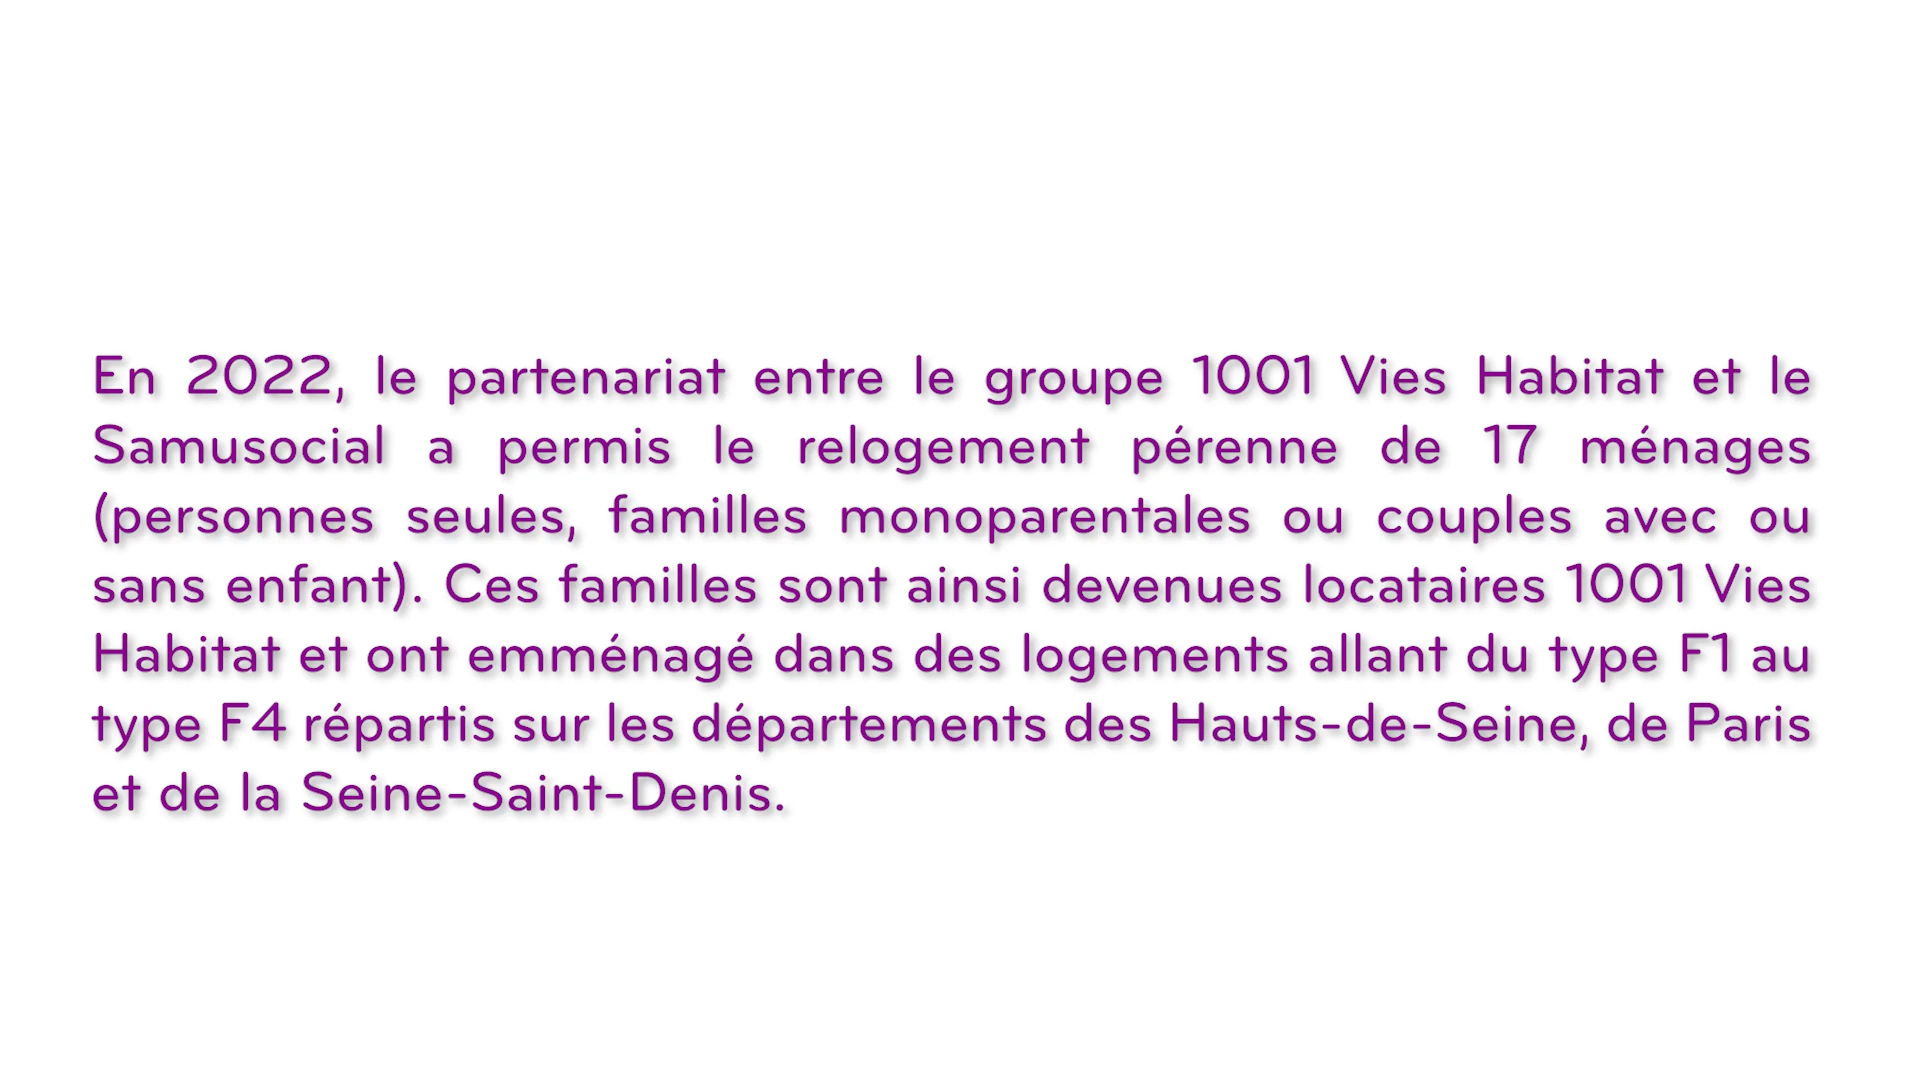 En 2022, le partenariat entre le groupe 1001 Vies Habitat et le
Samusocial a permis le relogement pérenne de 17 ménages
(personnes seules, familles monoparentales ou couples avec ou
sans enfant). Ces familles sont ainsi devenues locataires 1001 Vies
Habitat et ont emménagé dans des logements allant du type F1 au
type F4 répartis sur les départements des Hauts-de-Seine, de Paris
et de la Seine-Saint-Denis.